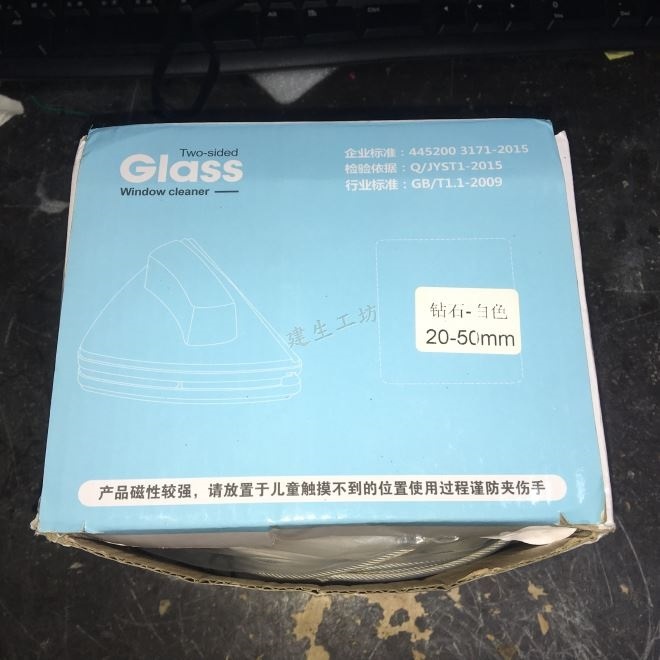 Two-sided
Glass
Window cleaner
企业标准：445200 3171-2015
检验依据：Q/JYST1-2015
行业标准：GB/T1.1-2009
钻石-白色
20-50mm
建生工坊
产品磁性较强，请放置于儿童触摸不到的位置使用过程谨防夹伤手